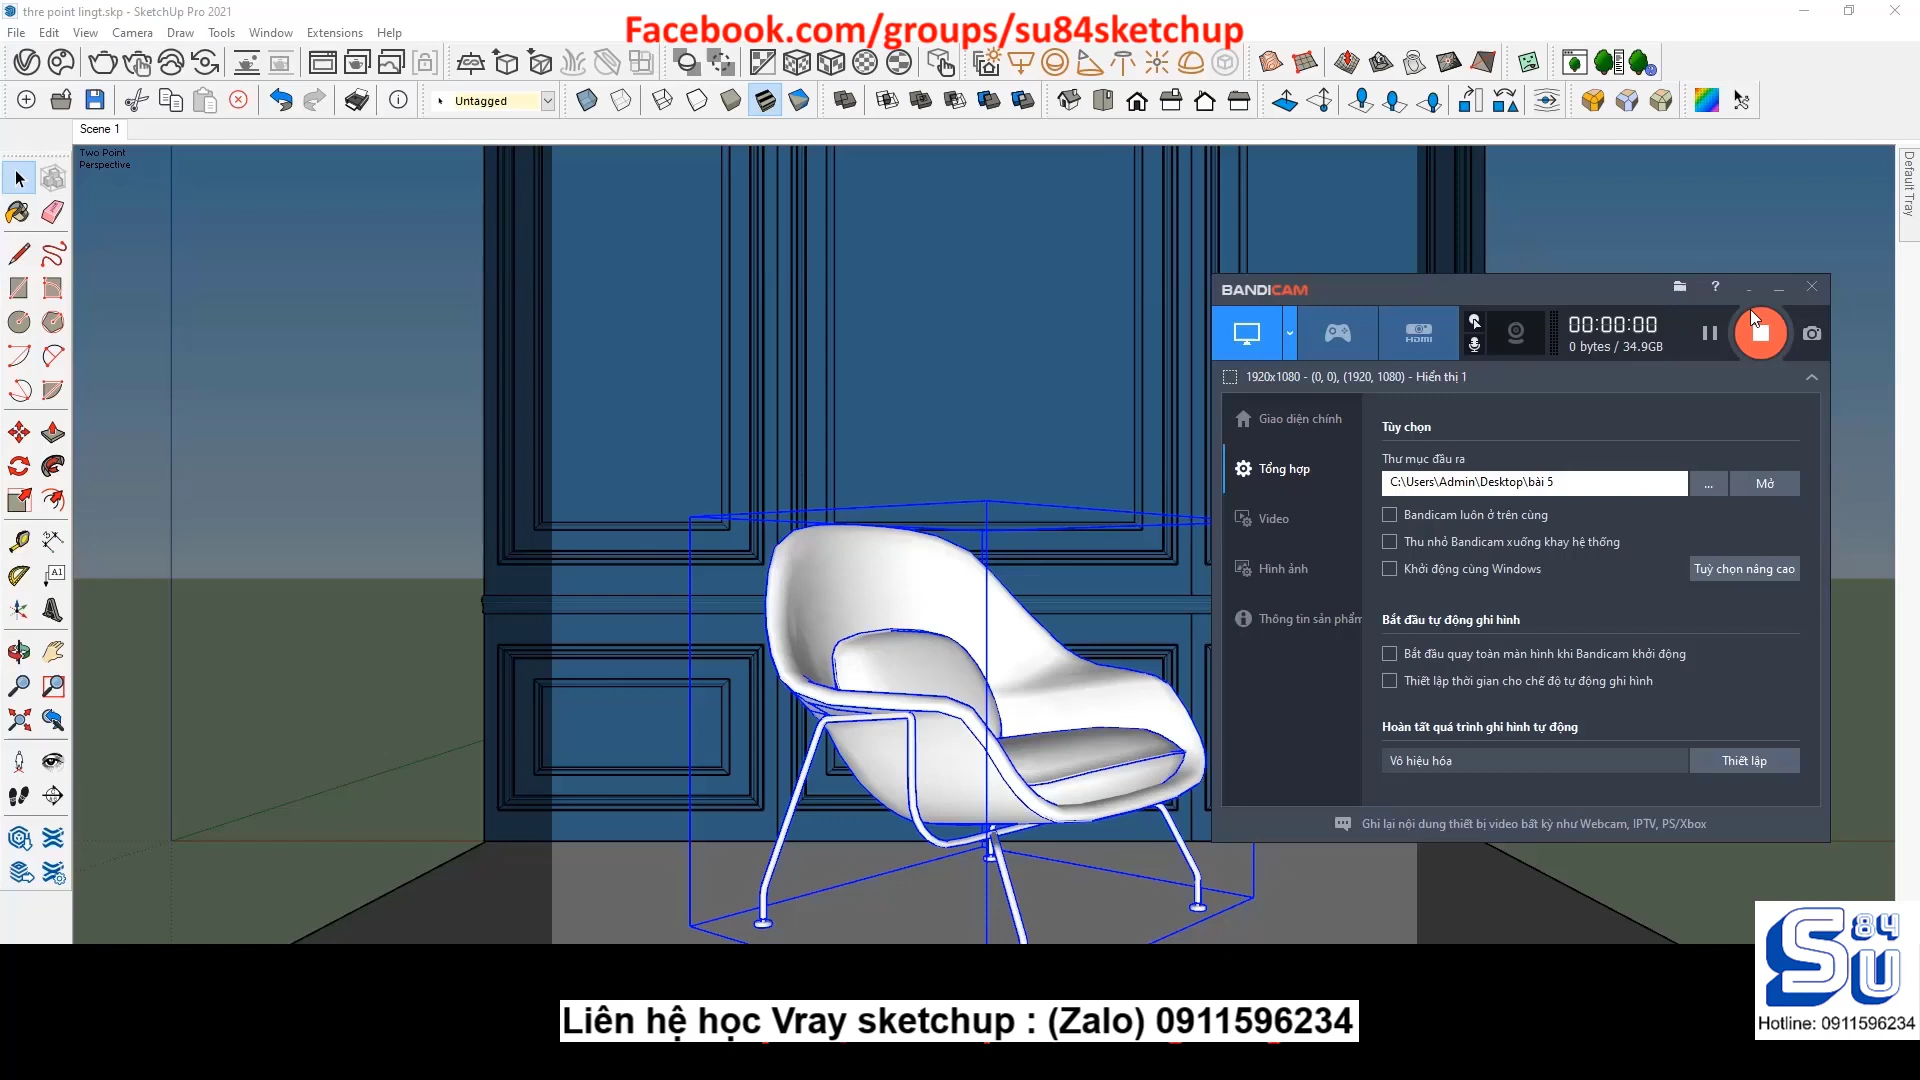 thre point lingt.skp - SketchUp Pro 2021
Facebook.com/groups/su84sketchup
File Edit View Camera Draw Tools Window Extensions Help
Untagged
Scene 1
Two Point
Perspective
Default Tray
A1
BANDICAM
?
HDMI
00:00:00
0 bytes / 34.9GB
1920x1080 - (0, 0), (1920, 1080) - Hiển thị 1
Giao diện chính
Tổng hợp
Video
Hình ảnh
Thông tin sản phẩm
Tùy chọn
Thư mục đầu ra
C:\Users\Admin\Desktop\bài 5
...
Mở
Bandicam luôn ở trên cùng
Thu nhỏ Bandicam xuống khay hệ thống
Khởi động cùng Windows
Tuỳ chọn nâng cao
Bắt đầu tự động ghi hình
Bắt đầu quay toàn màn hình khi Bandicam khởi động
Thiết lập thời gian cho chế độ tự động ghi hình
Hoàn tất quá trình ghi hình tự động
Vô hiệu hóa
Thiết lập
Ghi lại nội dung thiết bị video bất kỳ như Webcam, IPTV, PS/Xbox
SU 84
Hotline: 0911596234
Liên hệ học Vray sketchup : (Zalo) 0911596234